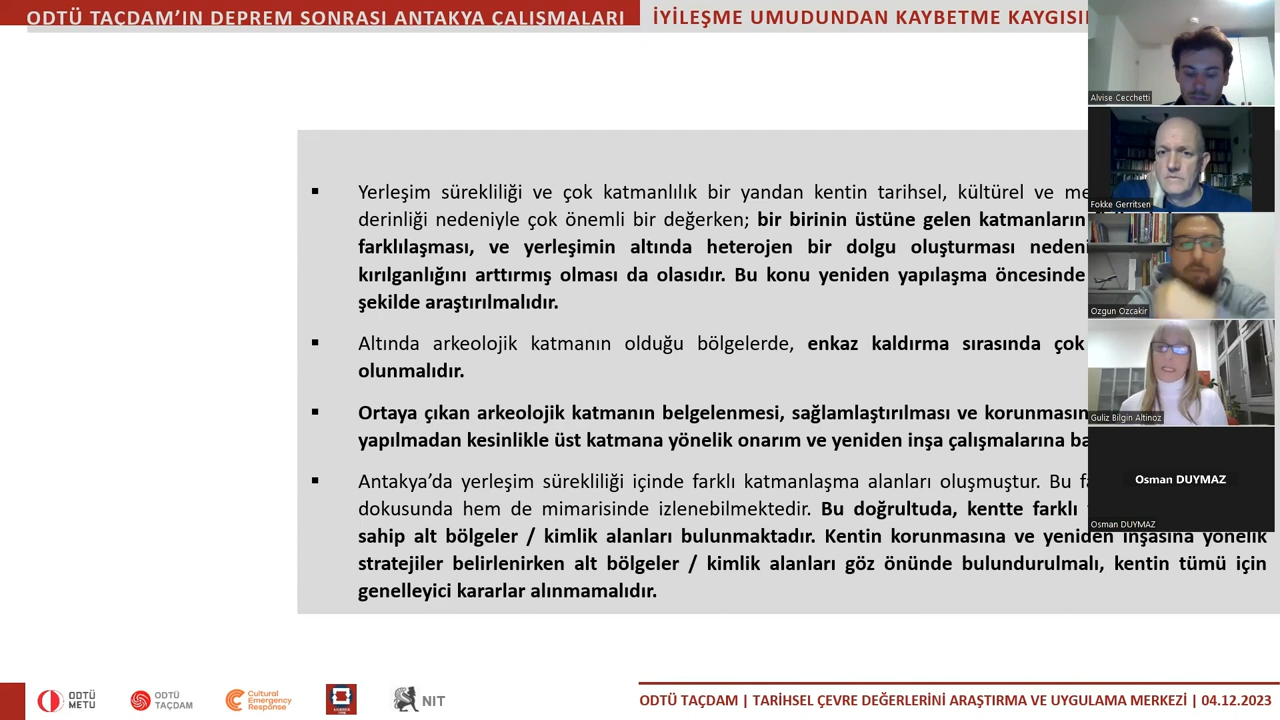 ODTÜ TAÇDAM'IN DEPREM SONRASI ANTAKYA ÇALIŞMALARI
İYİLEŞME UMUDUNDAN KAYBETME
Alvise Cecchetti
Fokke Gerritsen
Ozgun Ozcakir
Guliz Bilgin Altinoz
Osman DUYMAZ
Osman DUYMAZ
▪ Yerleşim sürekliliği ve çok katmanlılık bir yandan kentin tarihsel, kültürel ve
derinliği nedeniyle çok önemli bir değerken; bir birinin üstüne gelen katmanların
farklılaşması, ve yerleşimin altında heterojen bir dolgu oluşturması
kırılganlığını arttırmış olması da olasıdır. Bu konu yeniden yapılaşma öncesinde
şekilde araştırılmalıdır.
▪ Altında arkeolojik katmanın olduğu bölgelerde, enkaz kaldırma sırasında çok
olunmalıdır.
▪ Ortaya çıkan arkeolojik katmanın belgelenmesi, sağlamlaştırılması ve
yapılmadan kesinlikle üst katmana yönelik onarım ve yeniden inşa çalışmalarına
▪ Antakya'da yerleşim sürekliliği içinde farklı katmanlaşma alanları oluşmuştur. Bu
dokusunda hem de mimarisinde izlenebilmektedir. Bu doğrultuda, kentte farklı
sahip alt bölgeler / kimlik alanları bulunmaktadır. Kentin korunmasına ve yeniden inşasına yönelik
stratejiler belirlenirken alt bölgeler / kimlik alanları göz önünde bulundurulmalı, kentin tümü için
genelleyici kararlar alınmamalıdır.
ODTÜ
METU
ODTÜ
TAÇDAM
Cultural
Emergency
Response
NIT
ODTÜ TAÇDAM | TARİHSEL ÇEVRE DEĞERLERİNİ ARAŞTIRMA VE UYGULAMA MERKEZİ | 04.12.2023